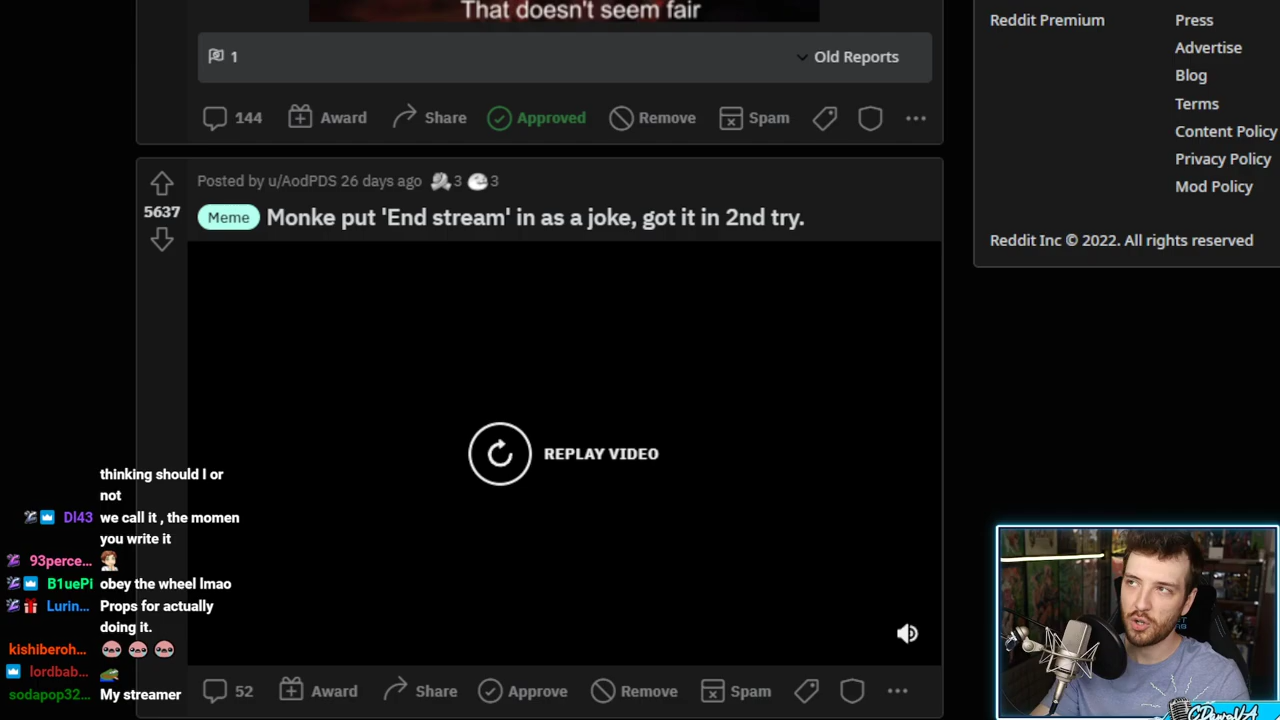 That doesn't seem fair
1
Old Reports
144
Award
Share
Approved
Remove
Spam
Posted by u/AodPDS 26 days ago
3
3
5637
Meme
Monke put 'End stream' in as a joke, got it in 2nd try.
REPLAY VIDEO
52
Award
Share
Approve
Remove
Spam
Reddit Premium
Press
Advertise
Blog
Terms
Content Policy
Privacy Policy
Mod Policy
Reddit Inc © 2022. All rights reserved
thinking should I or
not
Dl43 we call it , the momen
you write it
93perce...
B1uePi obey the wheel lmao
Lurin... Props for actually
doing it.
kishiberoh...
lordbab...
sodapop32... My streamer